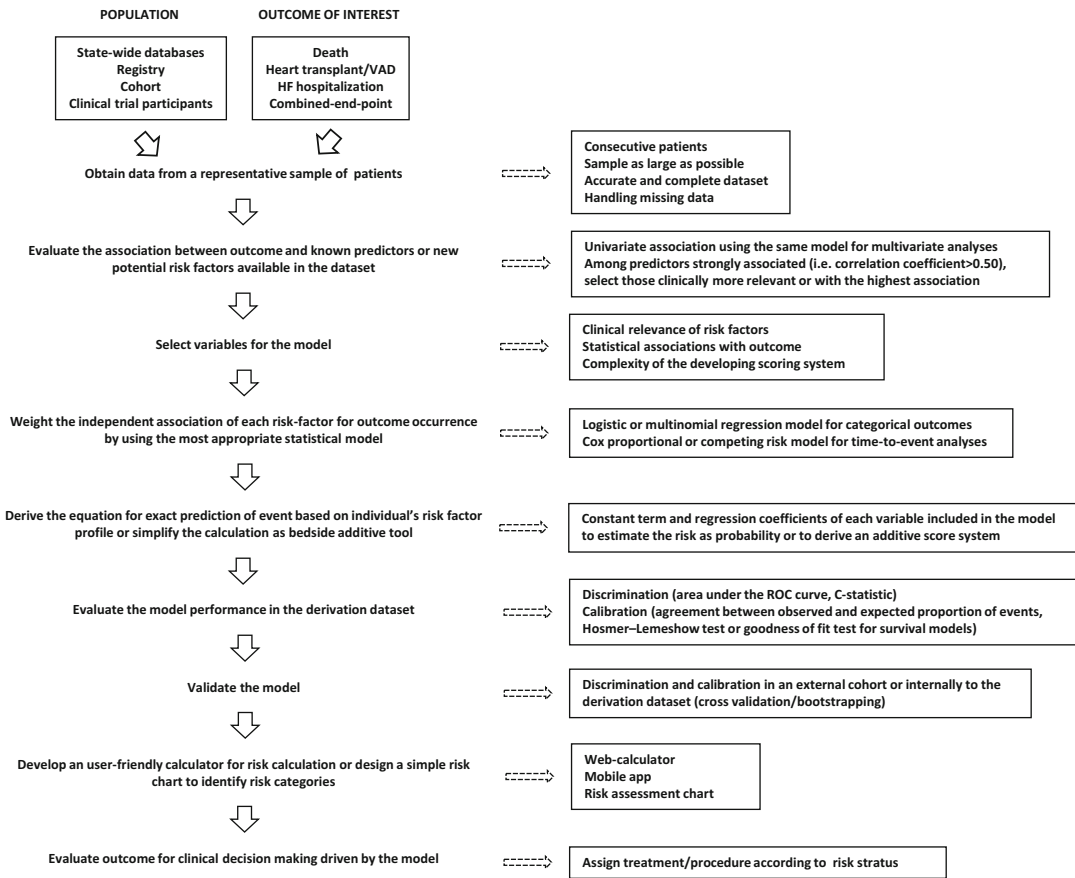 POPULATION
OUTCOME OF INTEREST
State-wide databases
Registry
Cohort
Clinical trial participants
Death
Heart transplant/VAD
HF hospitalization
Combined-end-point
Obtain data from a representative sample of patients
Consecutive patients
Sample as large as possible
Accurate and complete dataset
Handling missing data
Evaluate the association between outcome and known predictors or new
potential risk factors available in the dataset
Univariate association using the same model for multivariate analyses
Among predictors strongly associated (i.e. correlation coefficient>0.50),
select those clinically more relevant or with the highest association
Select variables for the model
Clinical relevance of risk factors
Statistical associations with outcome
Complexity of the developing scoring system
Weight the independent association of each risk-factor for outcome occurrence
by using the most appropriate statistical model
Logistic or multinomial regression model for categorical outcomes
Cox proportional or competing risk model for time-to-event analyses
Derive the equation for exact prediction of event based on individual's risk factor
profile or simplify the calculation as bedside additive tool
Constant term and regression coefficients of each variable included in the model
to estimate the risk as probability or to derive an additive score system
Evaluate the model performance in the derivation dataset
Discrimination (area under the ROC curve, C-statistic)
Calibration (agreement between observed and expected proportion of events,
Hosmer–Lemeshow test or goodness of fit test for survival models)
Validate the model
Discrimination and calibration in an external cohort or internally to the
derivation dataset (cross validation/bootstrapping)
Develop an user-friendly calculator for risk calculation or design a simple risk
chart to identify risk categories
Web-calculator
Mobile app
Risk assessment chart
Evaluate outcome for clinical decision making driven by the model
Assign treatment/procedure according to risk stratus